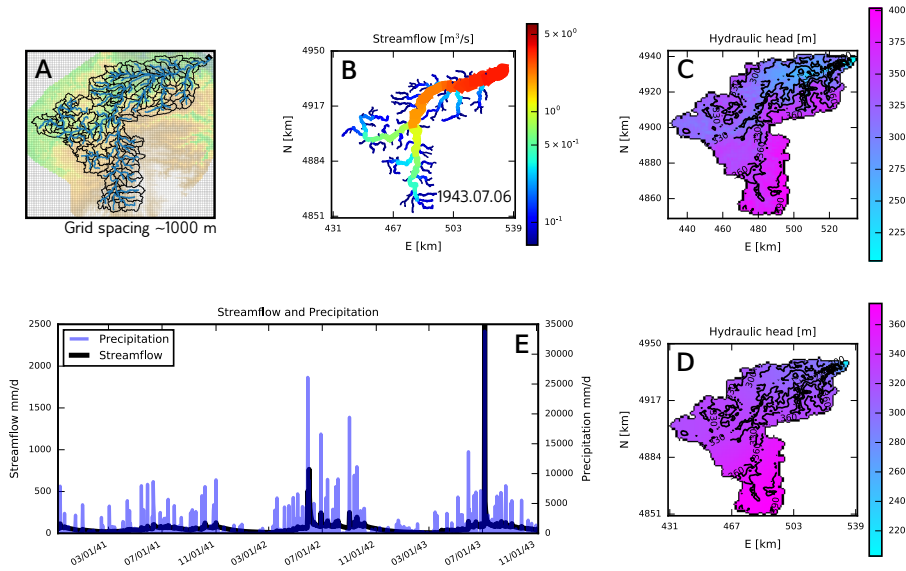 A
Grid spacing ~1000 m
Streamflow [m³/s]
B
1943.07.06
N [km]
4950
4917
4884
4851
431 467 503 539
E [km]
5 × 10⁰
10⁰
5 × 10⁻¹
10⁻¹
Hydraulic head [m]
C
N [km]
4940
4920
4900
4880
4860
440 460 480 500 520
E [km]
400
375
350
325
300
275
250
225
Streamflow and Precipitation
Precipitation
Streamflow
E
Streamflow mm/d
2500
2000
1500
1000
500
0
Precipitation mm/d
35000
30000
25000
20000
15000
10000
5000
0
03/01/41 07/01/41 11/01/41 03/01/42 07/01/42 11/01/42 03/01/43 07/01/43 11/01/43
Hydraulic head [m]
D
N [km]
4950
4917
4884
4851
431 467 503 539
E [km]
360
340
320
300
280
260
240
220